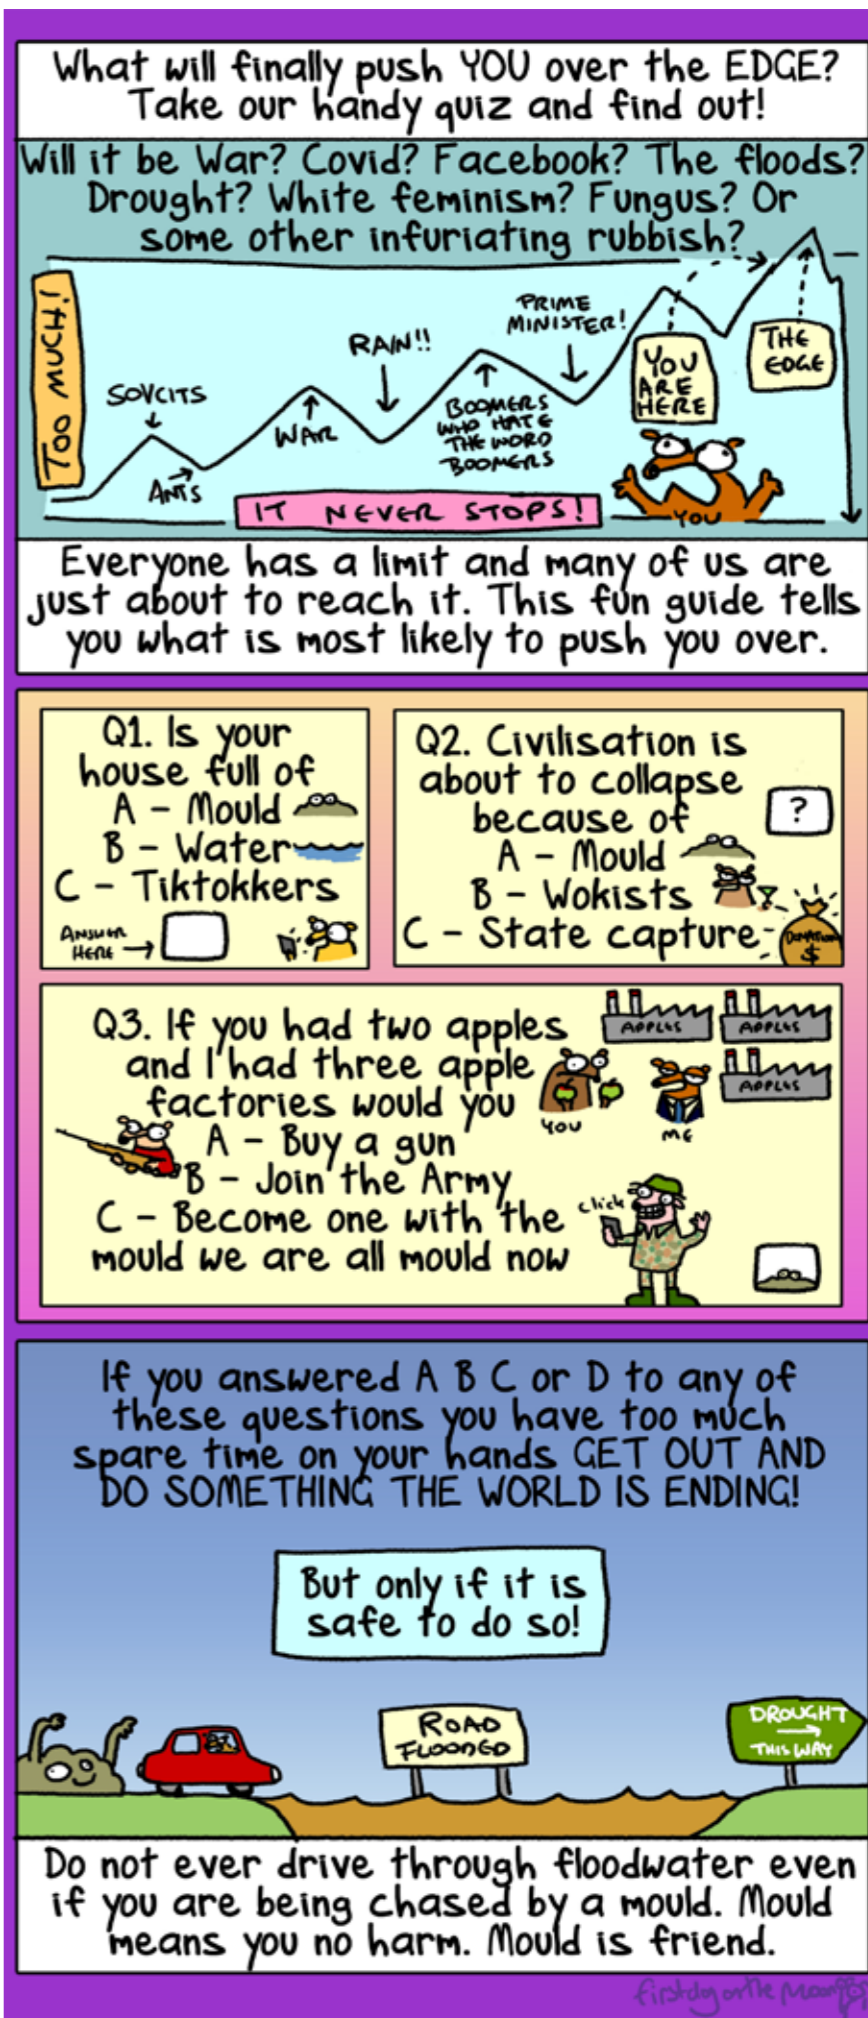 What will finally push YOU over the EDGE?
Take our handy quiz and find out!
Will it be War? Covid? Facebook? The floods?
Drought? White feminism? Fungus? Or
some other infuriating rubbish?
TOO MUCH!
SOVCITS
ANTS
WAR
RAIN!!
BOOMERS
WHO HATE
THE WORD
BOOMERS
PRIME
MINISTER!
YOU
ARE
HERE
THE
EDGE
YOU
IT NEVER STOPS!
Everyone has a limit and many of us are
just about to reach it. This fun guide tells
you what is most likely to push you over.
Q1. Is your
house full of
A - Mould
B - Water
C - Tiktokkers
ANSWER
HERE
Q2. Civilisation is
about to collapse
because of
?
A - Mould
B - Wokists
C - State capture
DONATION
$
Q3. If you had two apples
and I had three apple
factories would you
A - Buy a gun
B - Join the Army
C - Become one with the
mould we are all mould now
APPLES
APPLES
APPLES
YOU
ME
click
If you answered A B C or D to any of
these questions you have too much
spare time on your hands GET OUT AND
DO SOMETHING THE WORLD IS ENDING!
But only if it is
safe to do so!
ROAD
FLOODED
DROUGHT
THIS WAY
Do not ever drive through floodwater even
if you are being chased by a mould. Mould
means you no harm. Mould is friend.
firstdog on the Moon